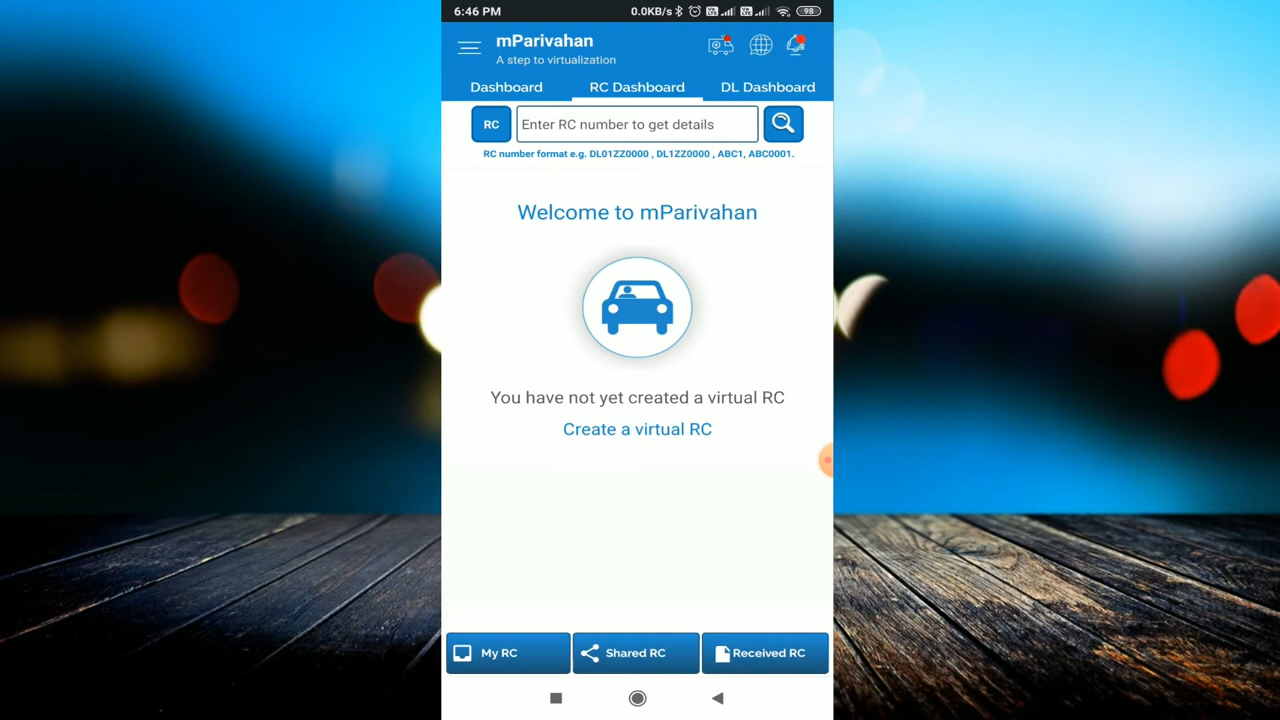 6:46 PM
0.0KB/s
98
mParivahan
A step to virtualization
Dashboard RC Dashboard DL Dashboard
RC Enter RC number to get details
RC number format e.g. DL01ZZ0000 , DL1ZZ0000 , ABC1, ABC0001.
Welcome to mParivahan
You have not yet created a virtual RC
Create a virtual RC
My RC Shared RC Received RC